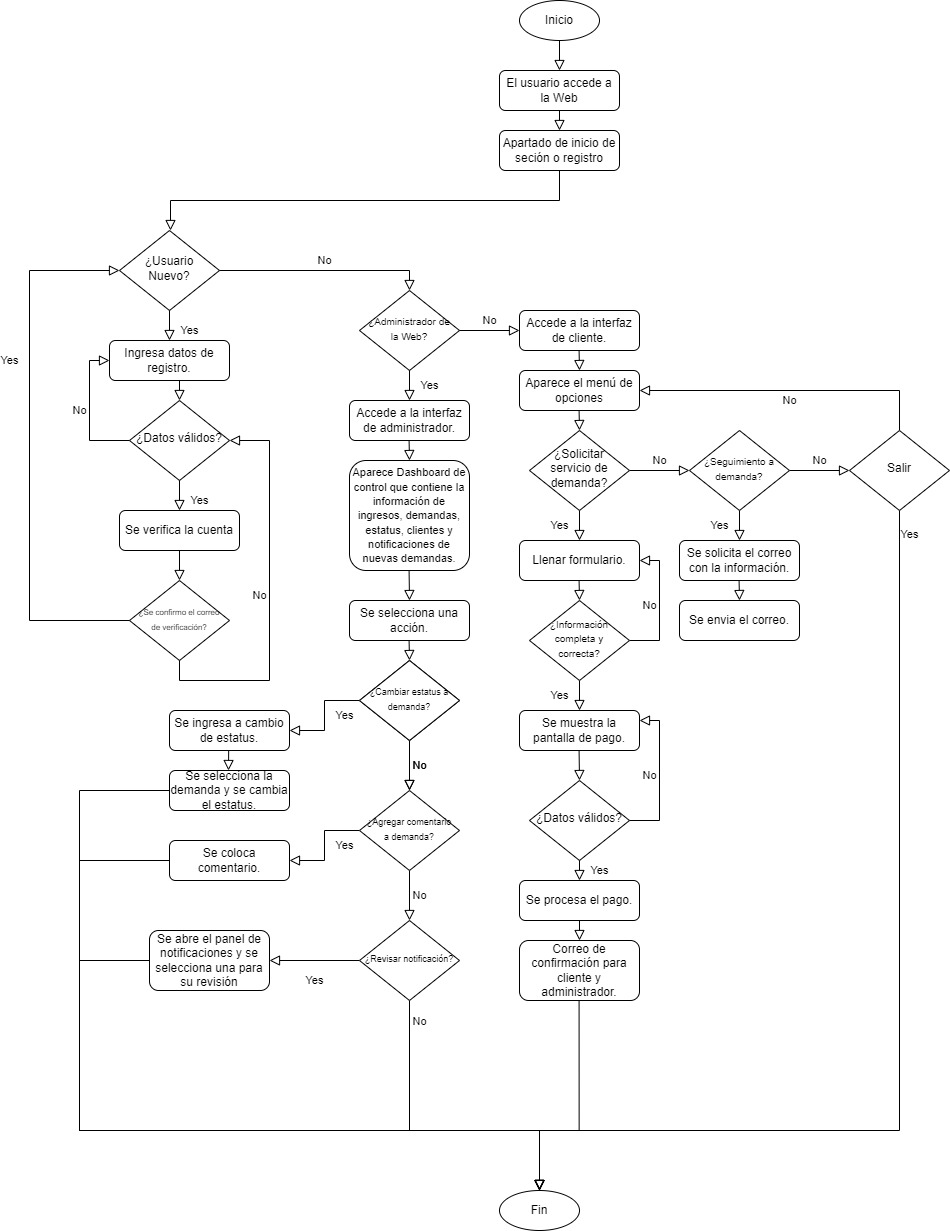 Inicio
El usuario accede a
la Web
Apartado de inicio de
seción o registro
¿Usuario
Nuevo?
No
Yes
Yes
¿Administrador de
la Web?
No
Yes
Accede a la interfaz
de cliente.
Ingresa datos de
registro.
No
¿Datos válidos?
Yes
Se verifica la cuenta
No
¿Se confirmo el correo
de verificación?
Accede a la interfaz
de administrador.
Aparece Dashboard de
control que contiene la
información de
ingresos, demandas,
estatus, clientes y
notificaciones de
nuevas demandas.
Se selecciona una
acción.
¿Cambiar estatus a
demanda?
Yes
No
Se ingresa a cambio
de estatus.
Se selecciona la
demanda y se cambia
el estatus.
¿Agregar comentario
a demanda?
Yes
No
Se coloca
comentario.
¿Revisar notificación?
Yes
No
Se abre el panel de
notificaciones y se
selecciona una para
su revisión
Aparece el menú de
opciones
No
¿Solicitar
servicio de
demanda?
No
Yes
¿Seguimiento a
demanda?
No
Yes
Salir
Yes
Llenar formulario.
No
¿Información
completa y
correcta?
Yes
Se solicita el correo
con la información.
Se envia el correo.
Se muestra la
pantalla de pago.
No
¿Datos válidos?
Yes
Se procesa el pago.
Correo de
confirmación para
cliente y
administrador.
Fin